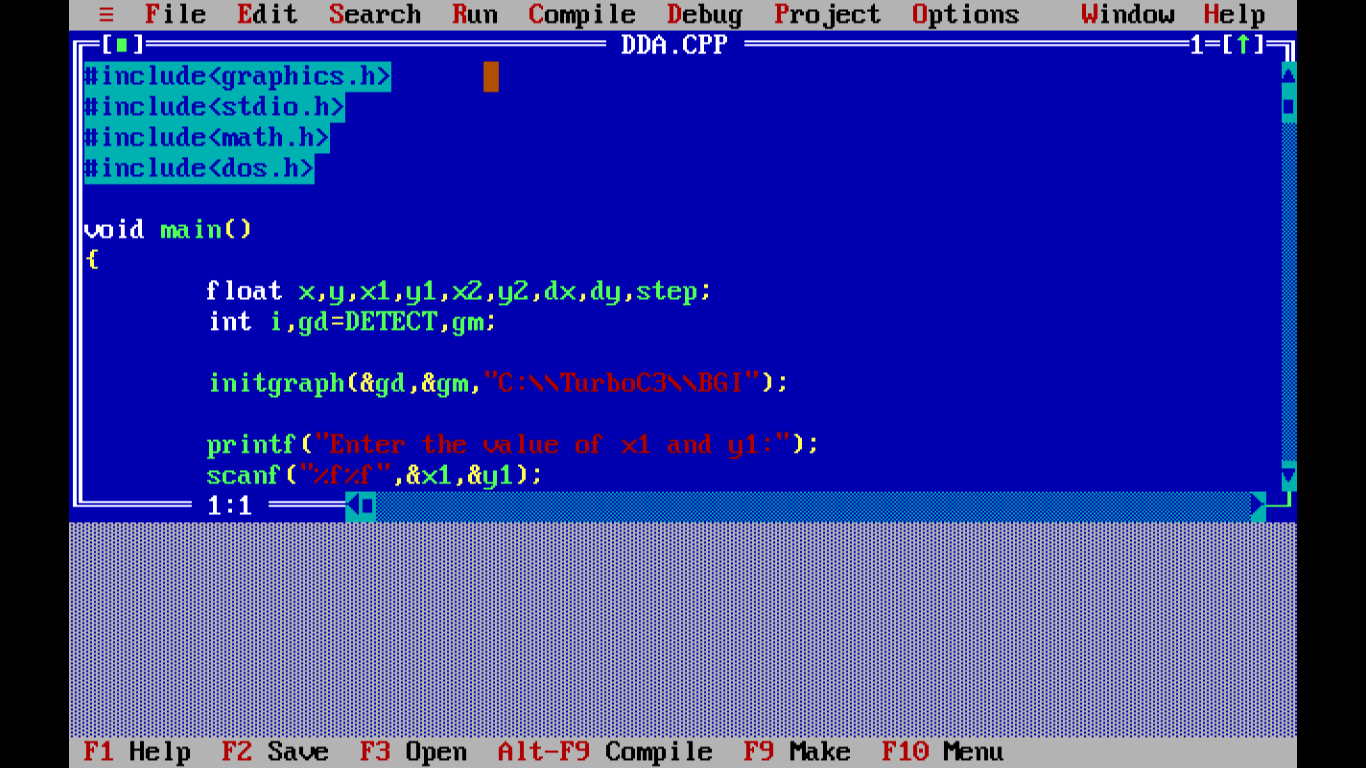 ≡ File Edit Search Run Compile Debug Project Options Window Help
[■] DDA.CPP 1=[↑]
#include<graphics.h>
#include<stdio.h>
#include<math.h>
#include<dos.h>
void main()
{
float x,y,x1,y1,x2,y2,dx,dy,step;
int i,gd=DETECT,gm;
initgraph(&gd,&gm,"C:\\TurboC3\\BGI");
printf("Enter the value of x1 and y1:");
scanf("%f%f",&x1,&y1);
1:1
F1 Help F2 Save F3 Open Alt-F9 Compile F9 Make F10 Menu